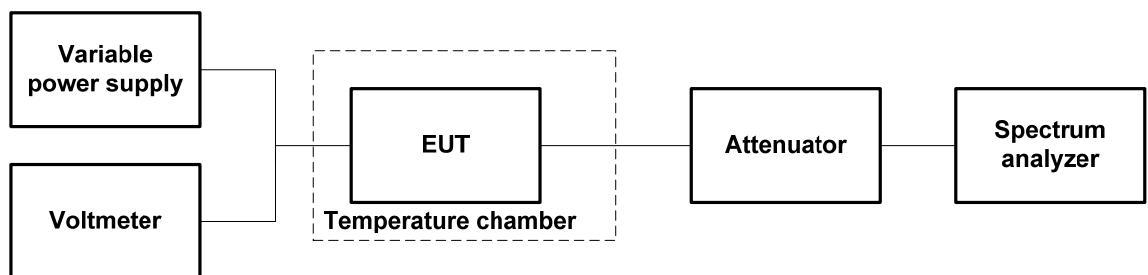 Variable
power supply
Voltmeter
EUT
Temperature chamber
Attenuator
Spectrum
analyzer